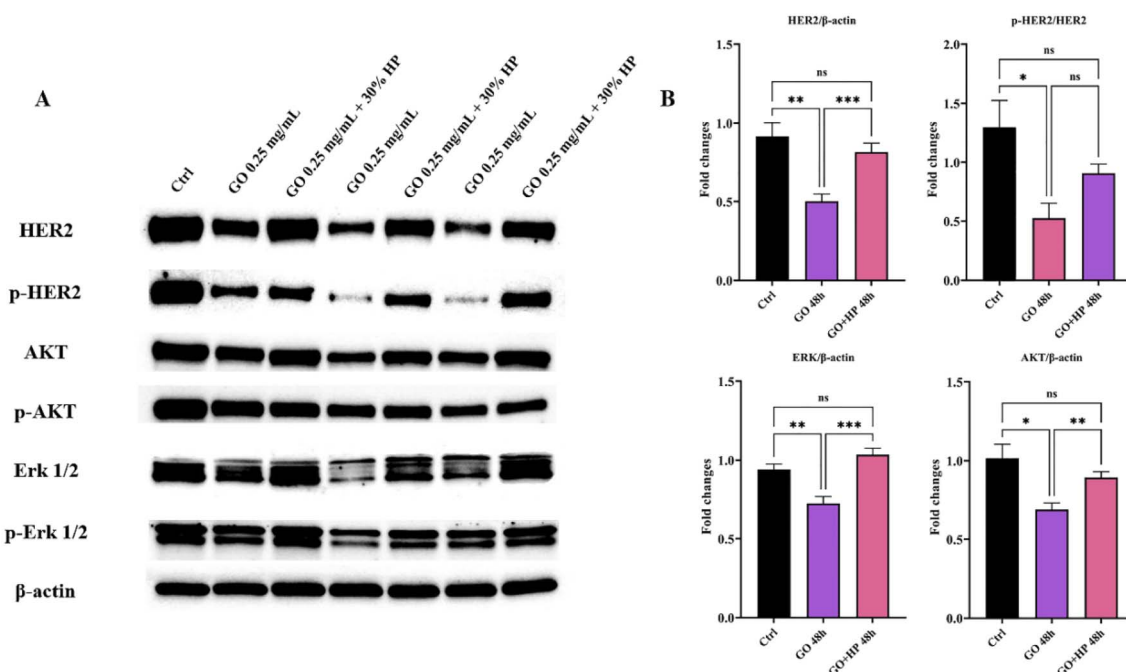 A
Ctrl
GO 0.25 mg/mL
GO 0.25 mg/mL + 30% HP
GO 0.25 mg/mL
GO 0.25 mg/mL + 30% HP
GO 0.25 mg/mL
GO 0.25 mg/mL + 30% HP
HER2
p-HER2
AKT
p-AKT
Erk 1/2
p-Erk 1/2
β-actin
B
HER2/β-actin
Fold changes
1.5
1.0
0.5
0.0
ns
** ***
Ctrl
GO 48h
GO+HP 48h
p-HER2/HER2
Fold changes
2.0
1.5
1.0
0.5
0.0
ns
* ns
Ctrl
GO 48h
GO+HP 48h
ERK/β-actin
Fold changes
1.5
1.0
0.5
0.0
ns
** ***
Ctrl
GO 48h
GO+HP 48h
AKT/β-actin
Fold changes
1.5
1.0
0.5
0.0
ns
* **
Ctrl
GO 48h
GO+HP 48h